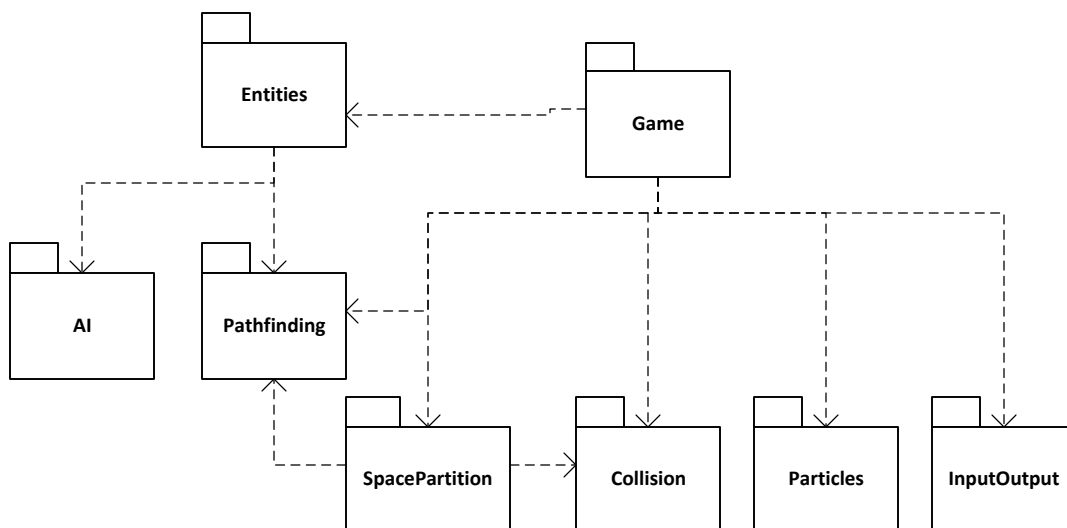 Entities
Game
AI
Pathfinding
SpacePartition
Collision
Particles
InputOutput